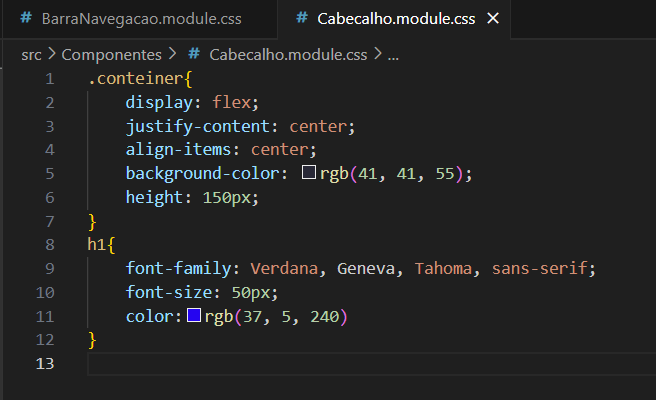 # BarraNavegacao.module.css # Cabecalho.module.css ×
src > Componentes > # Cabecalho.module.css > ...
1 .conteiner{
2 display: flex;
3 justify-content: center;
4 align-items: center;
5 background-color: rgb(41, 41, 55);
6 height: 150px;
7 }
8 h1{
9 font-family: Verdana, Geneva, Tahoma, sans-serif;
10 font-size: 50px;
11 color: rgb(37, 5, 240)
12 }
13